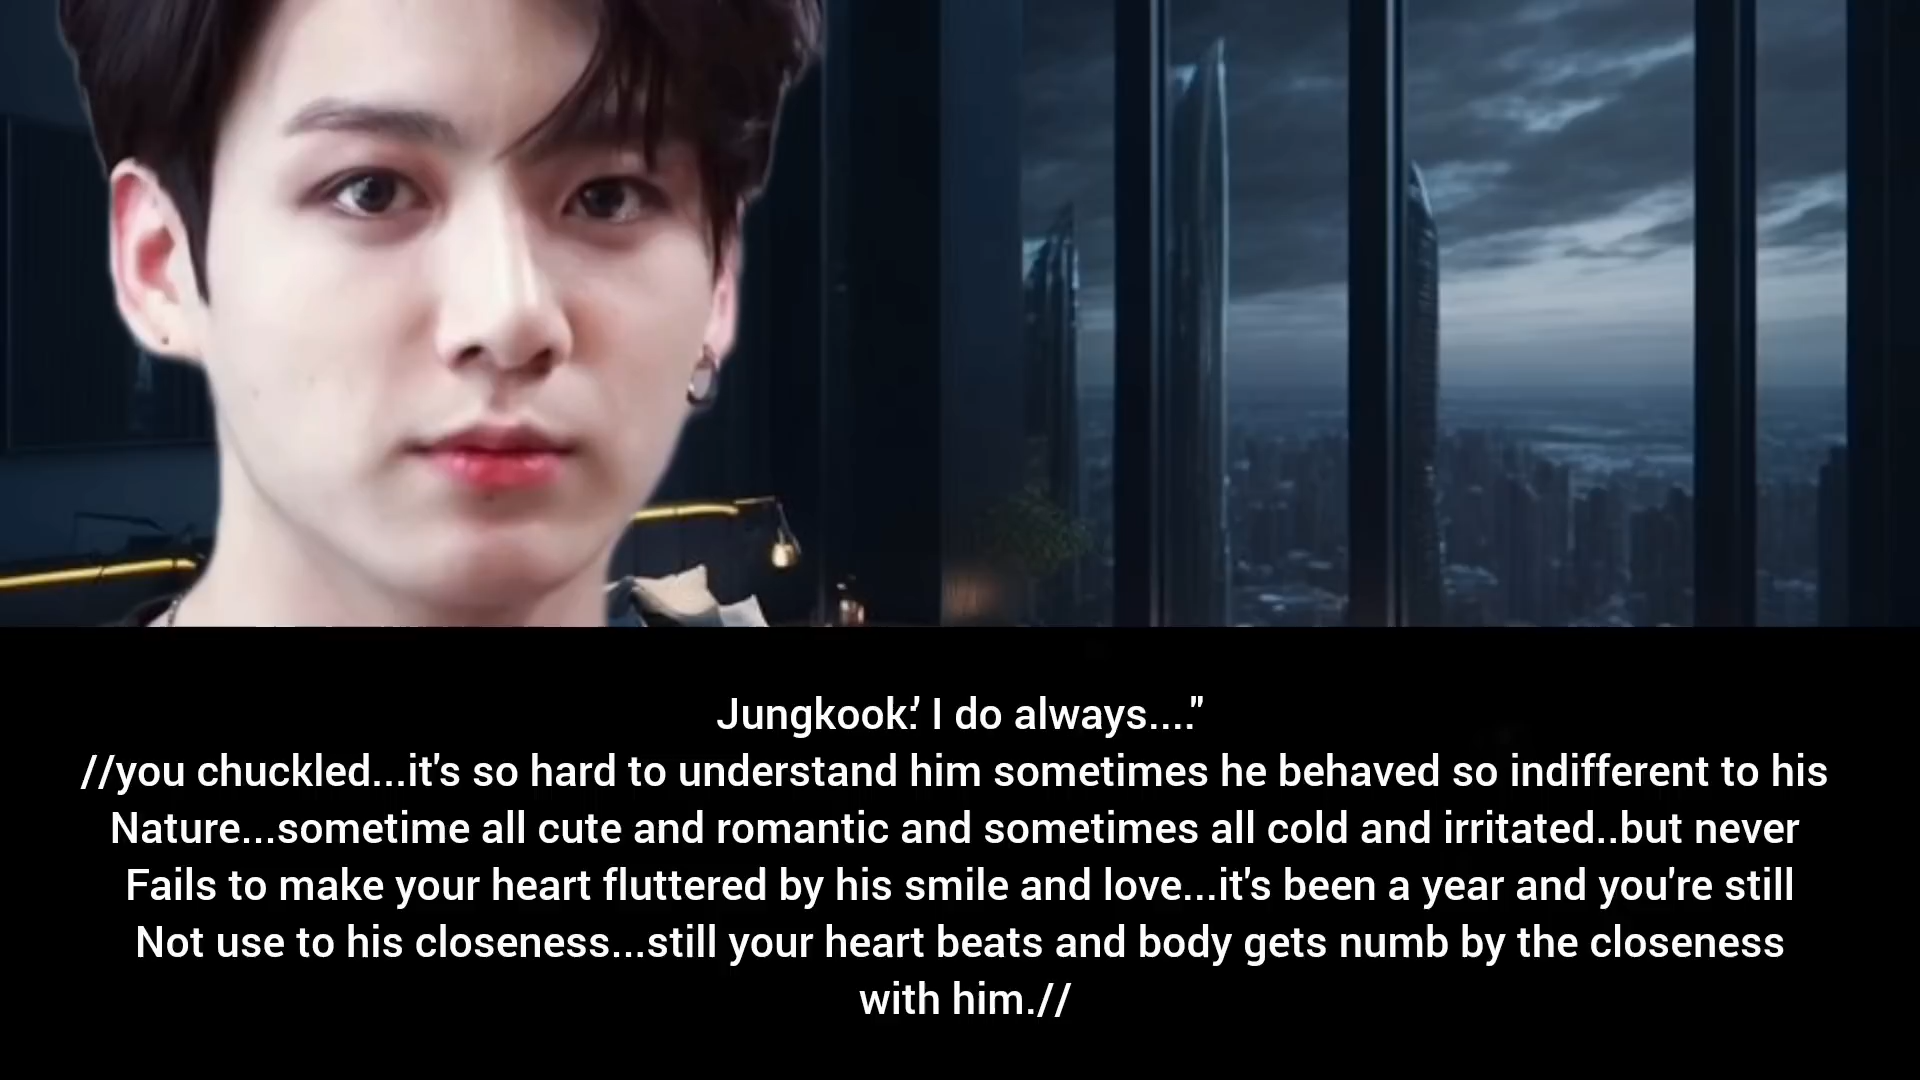 Jungkook:' I do always...."
//you chuckled...it's so hard to understand him sometimes he behaved so indifferent to his
Nature...sometime all cute and romantic and sometimes all cold and irritated..but never
Fails to make your heart fluttered by his smile and love...it's been a year and you're still
Not use to his closeness...still your heart beats and body gets numb by the closeness
with him.//